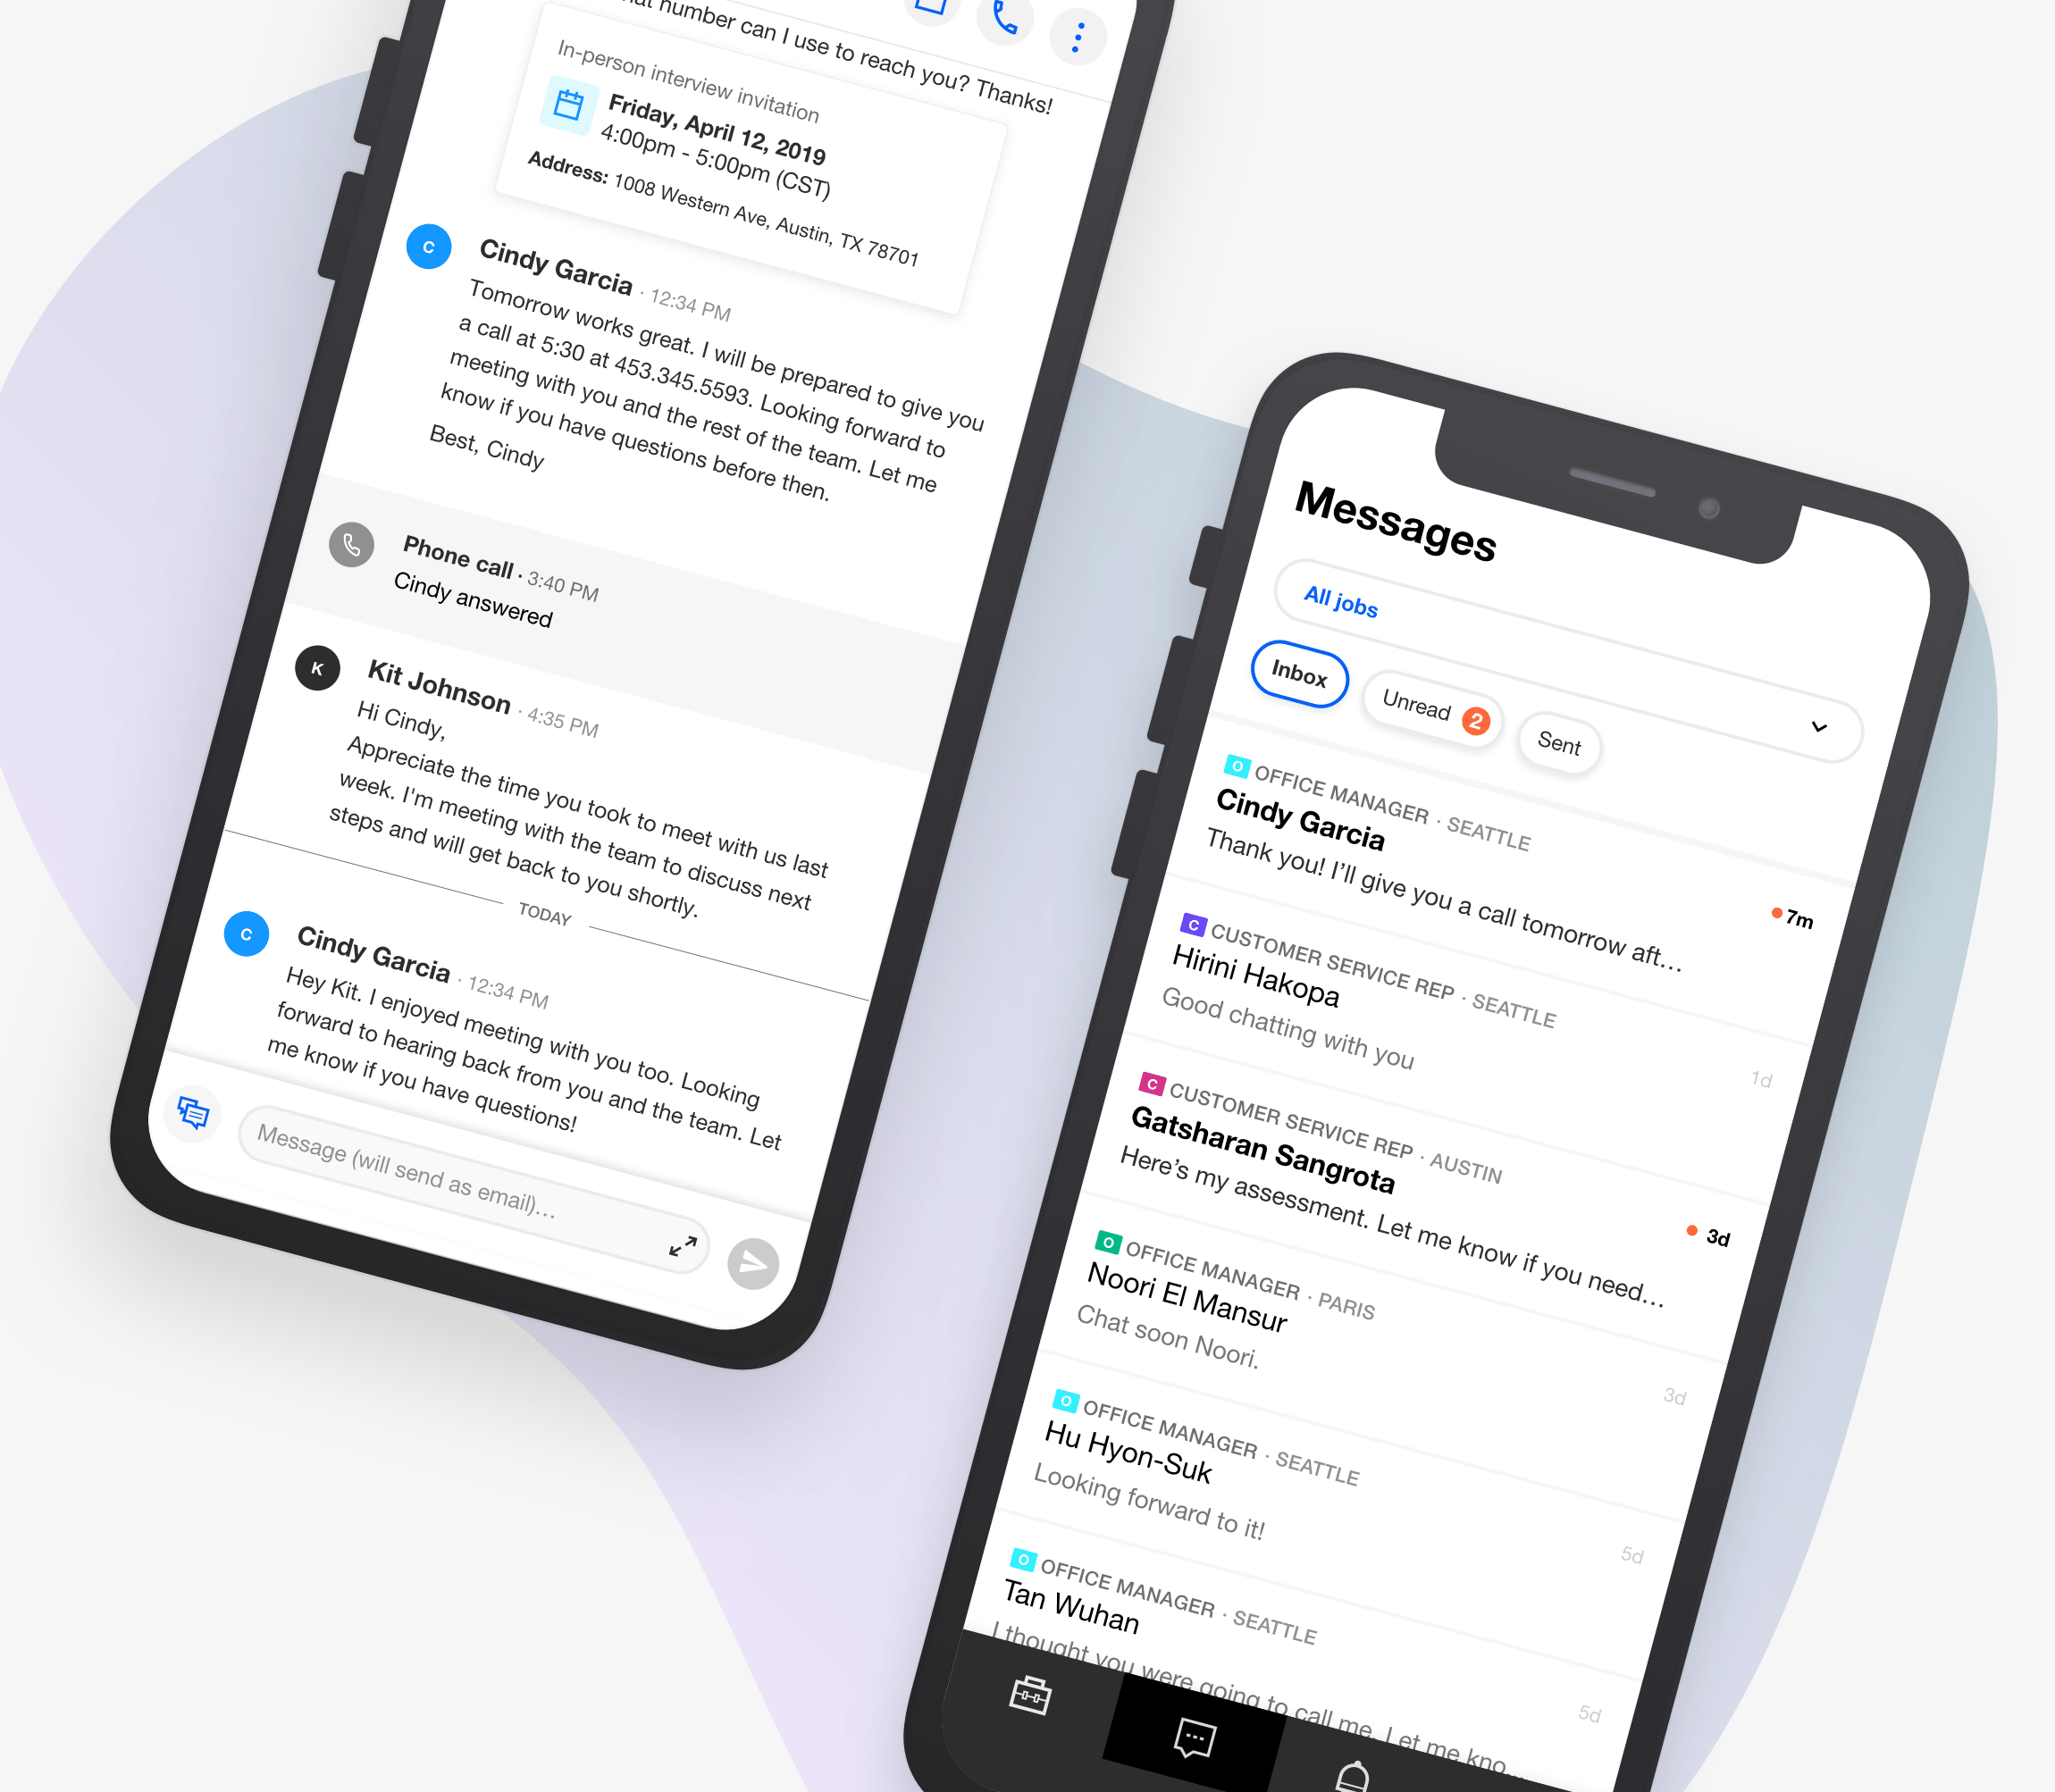 hat number can I use to reach you? Thanks!
In-person interview invitation
Friday, April 12, 2019
4:00pm - 5:00pm (CST)
Address: 1008 Western Ave, Austin, TX 78701
C
Cindy Garcia · 12:34 PM
Tomorrow works great. I will be prepared to give you
a call at 5:30 at 453.345.5593. Looking forward to
meeting with you and the rest of the team. Let me
know if you have questions before then.
Best, Cindy
Phone call · 3:40 PM
Cindy answered
K
Kit Johnson · 4:35 PM
Hi Cindy,
Appreciate the time you took to meet with us last
week. I'm meeting with the team to discuss next
steps and will get back to you shortly.
TODAY
C
Cindy Garcia · 12:34 PM
Hey Kit. I enjoyed meeting with you too. Looking
forward to hearing back from you and the team. Let
me know if you have questions!
Message (will send as email)...
Messages
All jobs
Inbox
Unread 2
Sent
O OFFICE MANAGER · SEATTLE
Cindy Garcia
Thank you! I’ll give you a call tomorrow aft...
7m
C CUSTOMER SERVICE REP · SEATTLE
Hirini Hakopa
Good chatting with you
1d
C CUSTOMER SERVICE REP · AUSTIN
Gatsharan Sangrota
Here’s my assessment. Let me know if you need...
3d
O OFFICE MANAGER · PARIS
Noori El Mansur
Chat soon Noori.
3d
O OFFICE MANAGER · SEATTLE
Hu Hyon-Suk
Looking forward to it!
5d
O OFFICE MANAGER · SEATTLE
Tan Wuhan
I thought you were going to call me. Let me kno...
5d